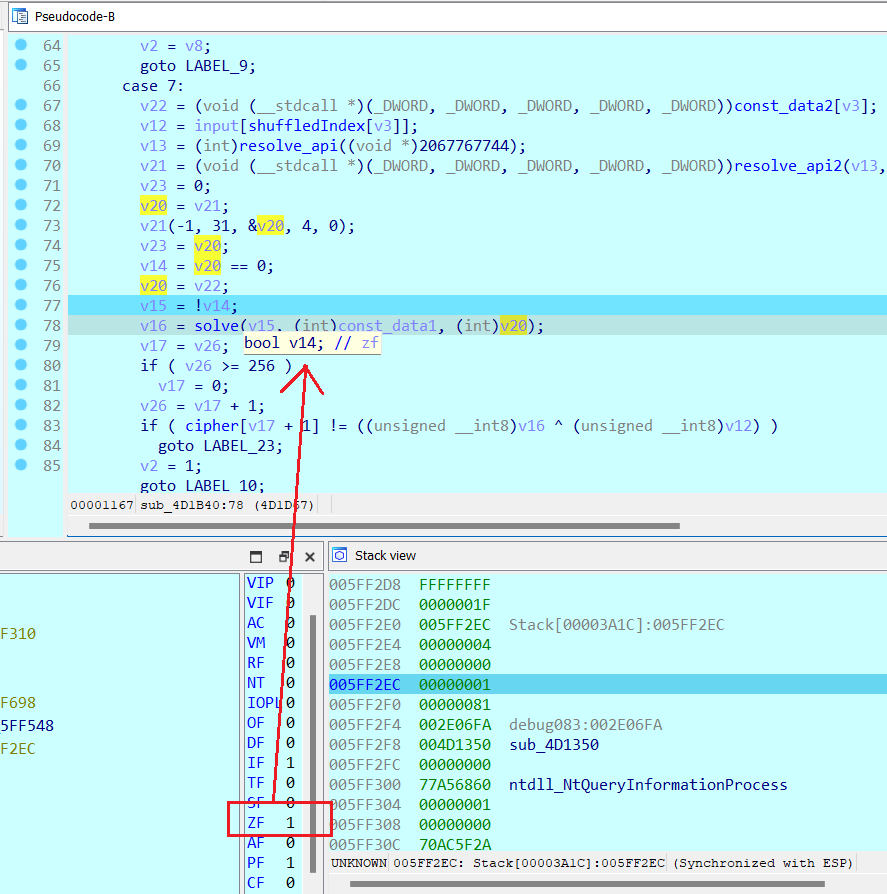 Pseudocode-B
64 v2 = v8;
65 goto LABEL_9;
66 case 7:
67 v22 = (void (__stdcall *)(_DWORD, _DWORD, _DWORD, _DWORD, _DWORD))const_data2[v3];
68 v12 = input[shuffledIndex[v3]];
69 v13 = (int)resolve_api((void *)2067767744);
70 v21 = (void (__stdcall *)(_DWORD, _DWORD, _DWORD, _DWORD, _DWORD))resolve_api2(v13,
71 v23 = 0;
72 v20 = v21;
73 v21(-1, 31, &v20, 4, 0);
74 v23 = v20;
75 v14 = v20 == 0;
76 v20 = v22;
77 v15 = !v14;
78 v16 = solve(v15, (int)const_data1, (int)v20);
79 v17 = v26;
bool v14; // zf
80 if ( v26 >= 256 )
81 v17 = 0;
82 v26 = v17 + 1;
83 if ( cipher[v17 + 1] != ((unsigned __int8)v16 ^ (unsigned __int8)v12) )
84 goto LABEL_23;
85 v2 = 1;
goto LABEL_10;
00001167 sub_4D1B40:78 (4D1D67)
F310
F698
5FF548
F2EC
VIP 0
VIF 0
AC 0
VM 0
RF 0
NT 0
IOPL 0
OF 0
DF 0
IF 1
TF 0
SF 0
ZF 1
AF 0
PF 1
CF 0
Stack view
005FF2D8 FFFFFFFF
005FF2DC 0000001F
005FF2E0 005FF2EC Stack[00003A1C]:005FF2EC
005FF2E4 00000004
005FF2E8 00000000
005FF2EC 00000001
005FF2F0 00000081
005FF2F4 002E06FA debug083:002E06FA
005FF2F8 004D1350 sub_4D1350
005FF2FC 00000000
005FF300 77A56860 ntdll_NtQueryInformationProcess
005FF304 00000001
005FF308 00000000
005FF30C 70AC5F2A
UNKNOWN 005FF2EC: Stack[00003A1C]:005FF2EC (Synchronized with ESP)